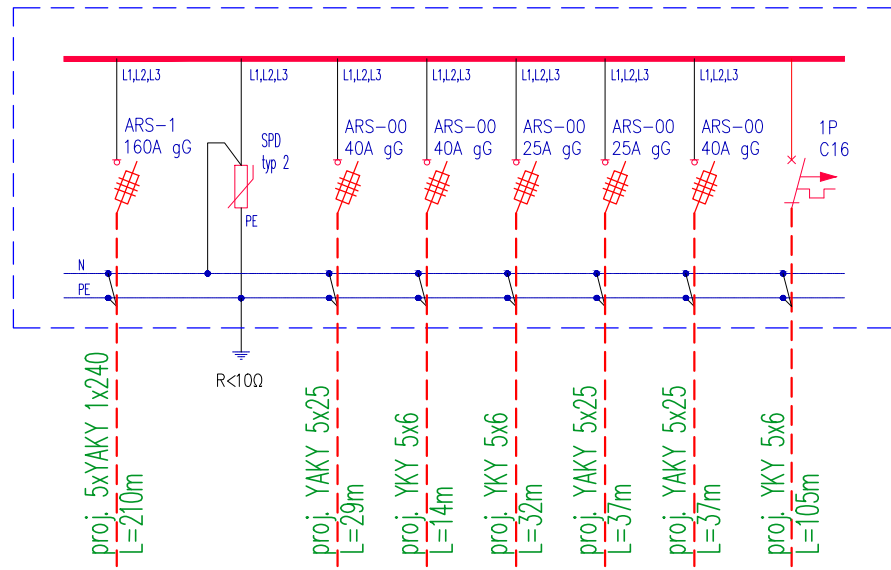 L1,L2,L3
L1,L2,L3
L1,L2,L3
L1,L2,L3
L1,L2,L3
L1,L2,L3
L1,L2,L3
ARS-1
160A gG
SPD
typ 2
ARS-00
40A gG
ARS-00
40A gG
ARS-00
25A gG
ARS-00
25A gG
ARS-00
40A gG
1P
C16
PE
N
PE
R<10Ω
proj. 5xYAKY 1x240
L=210m
proj. YAKY 5x25
L=29m
proj. YKY 5x6
L=14m
proj. YKY 5x6
L=32m
proj. YAKY 5x25
L=37m
proj. YAKY 5x25
L=37m
proj. YKY 5x6
L=105m